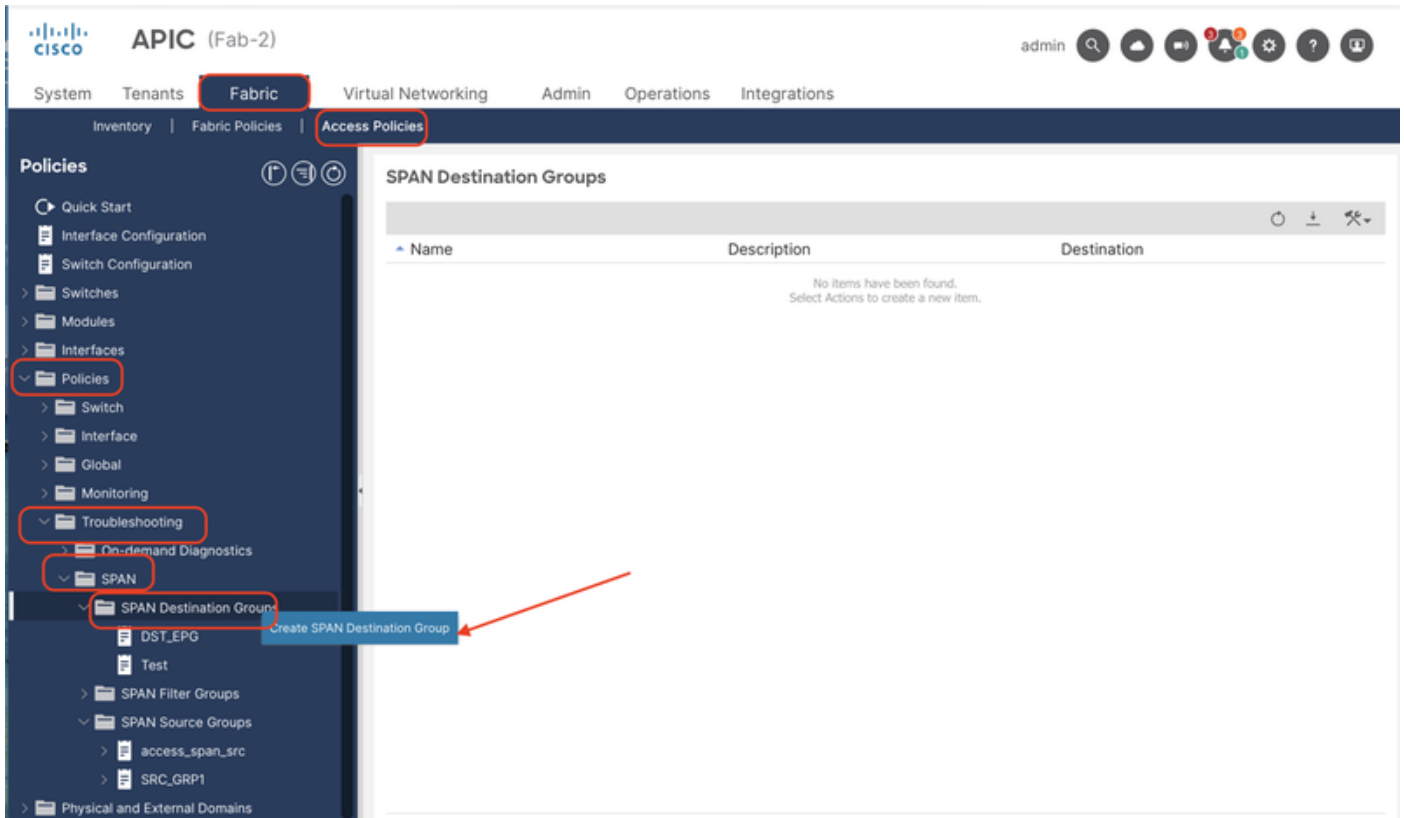 CISCO
APIC (Fab-2)
admin
3
2
1
?
System Tenants Fabric Virtual Networking Admin Operations Integrations
Inventory | Fabric Policies | Access Policies
Policies
Quick Start
Interface Configuration
Switch Configuration
Switches
Modules
Interfaces
Policies
Switch
Interface
Global
Monitoring
Troubleshooting
On-demand Diagnostics
SPAN
SPAN Destination Groups
Create SPAN Destination Group
DST_EPG
Test
SPAN Filter Groups
SPAN Source Groups
access_span_src
SRC_GRP1
Physical and External Domains
SPAN Destination Groups
Name Description Destination
No items have been found.
Select Actions to create a new item.